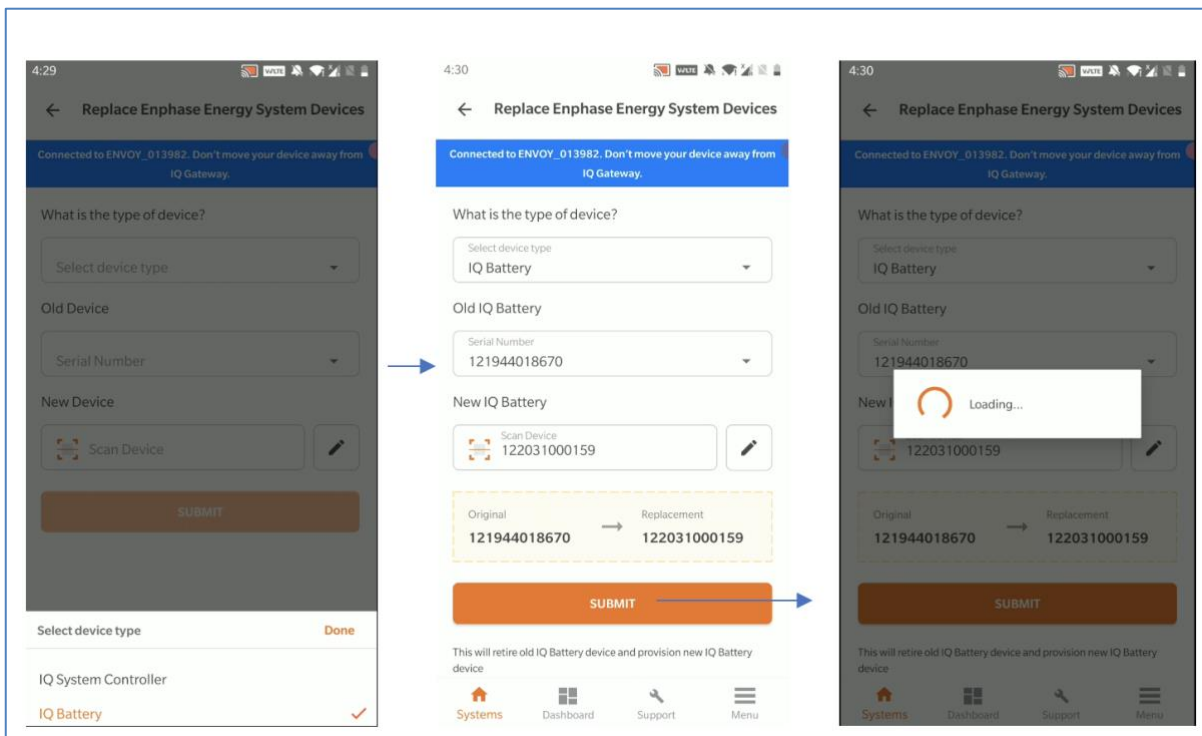 4:29
VoLTE
Replace Enphase Energy System Devices
Connected to ENVOY_013982. Don't move your device away from
IQ Gateway.
What is the type of device?
Select device type
Old Device
Serial Number
New Device
Scan Device
SUBMIT
Select device type
Done
IQ System Controller
IQ Battery
4:30
VoLTE
Replace Enphase Energy System Devices
Connected to ENVOY_013982. Don't move your device away from
IQ Gateway.
What is the type of device?
Select device type
IQ Battery
Old IQ Battery
Serial Number
121944018670
New IQ Battery
Scan Device
122031000159
Original
Replacement
121944018670
122031000159
SUBMIT
This will retire old IQ Battery device and provision new IQ Battery
device
Systems
Dashboard
Support
Menu
4:30
VoLTE
Replace Enphase Energy System Devices
Connected to ENVOY_013982. Don't move your device away from
IQ Gateway.
What is the type of device?
Select device type
IQ Battery
Old IQ Battery
Serial Number
121944018670
New I
Loading...
122031000159
Original
Replacement
121944018670
122031000159
SUBMIT
This will retire old IQ Battery device and provision new IQ Battery
device
Systems
Dashboard
Support
Menu